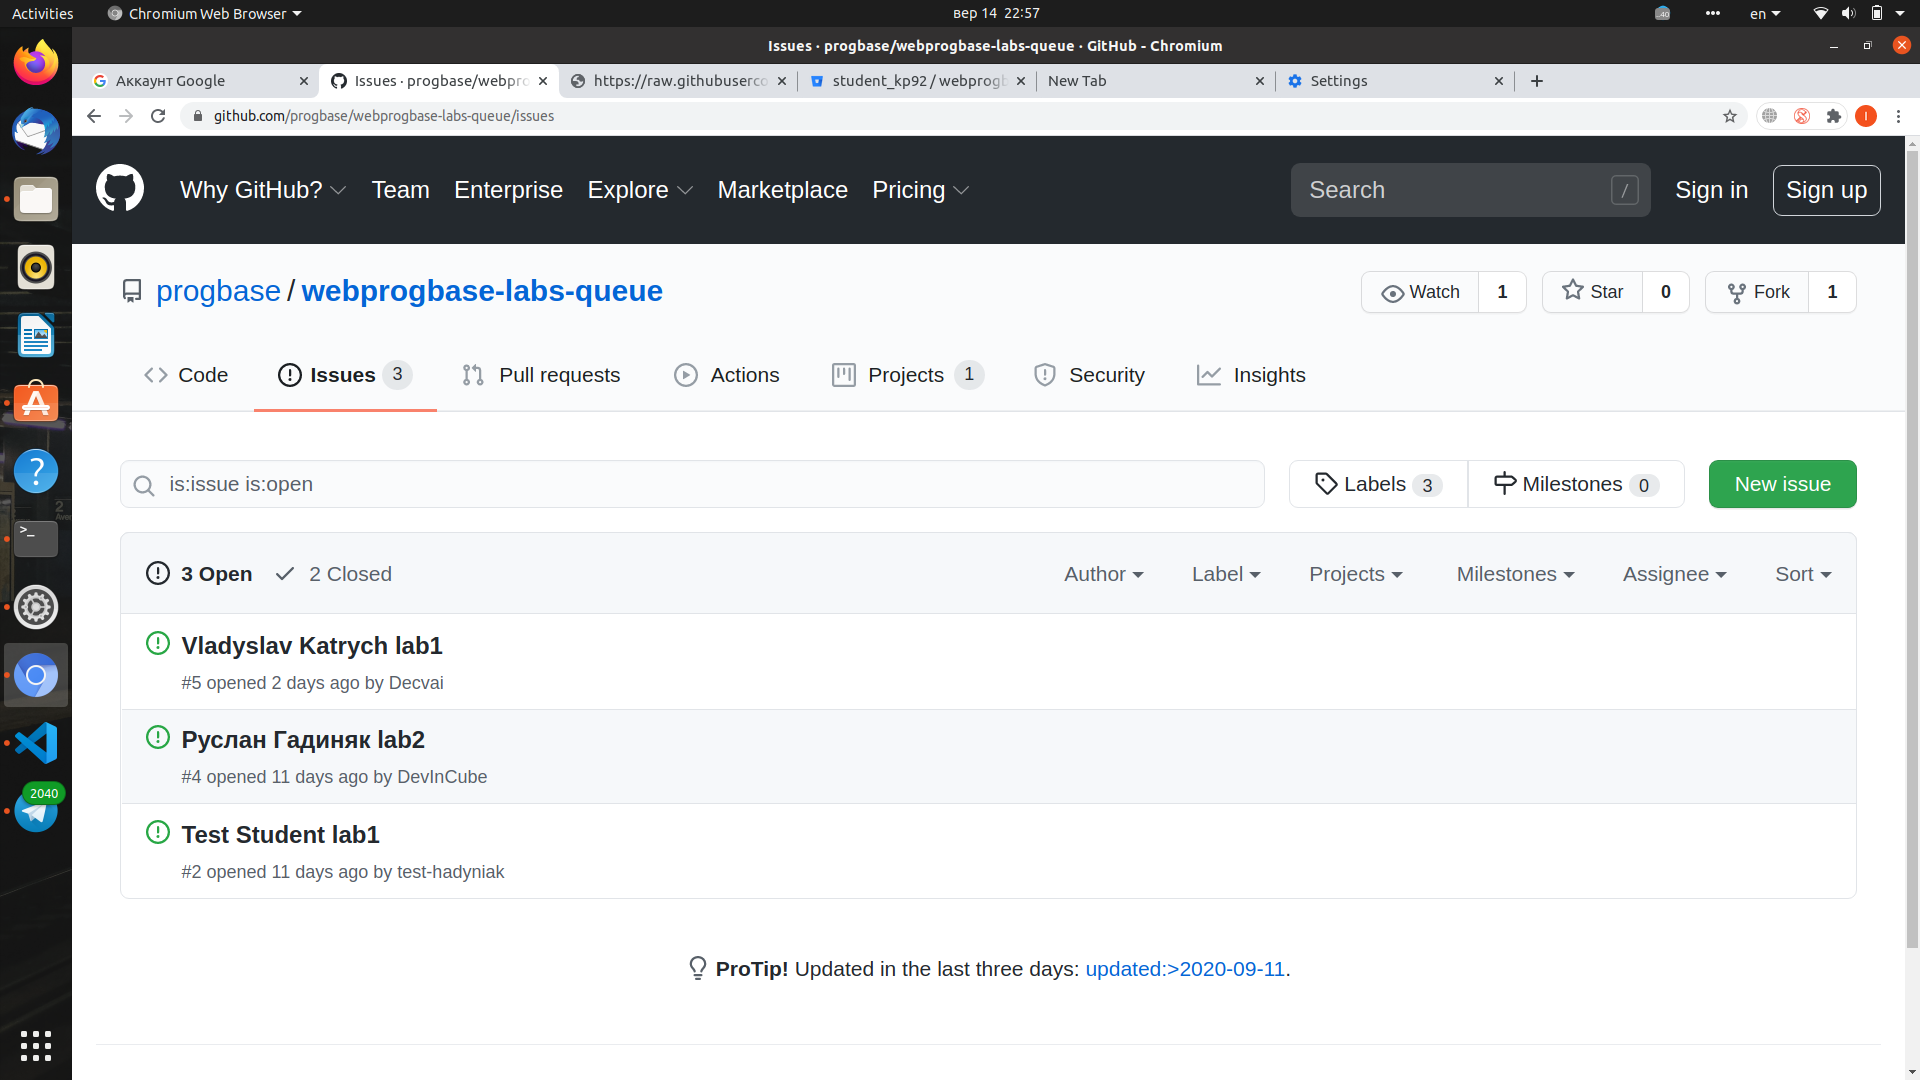 Activities Chromium Web Browser вер 14 22:57 en
Issues · progbase/webprogbase-labs-queue · GitHub - Chromium
Аккаунт Google Issues · progbase/webpro https://raw.githubuserco student_kp92 / webprogb New Tab Settings
github.com/progbase/webprogbase-labs-queue/issues
Why GitHub? Team Enterprise Explore Marketplace Pricing Search / Sign in Sign up
progbase / webprogbase-labs-queue Watch 1 Star 0 Fork 1
Code Issues 3 Pull requests Actions Projects 1 Security Insights
is:issue is:open Labels 3 Milestones 0 New issue
3 Open 2 Closed Author Label Projects Milestones Assignee Sort
Vladyslav Katrych lab1
#5 opened 2 days ago by Decvai
Руслан Гадиняк lab2
#4 opened 11 days ago by DevInCube
2040
Test Student lab1
#2 opened 11 days ago by test-hadyniak
ProTip! Updated in the last three days: updated:>2020-09-11.